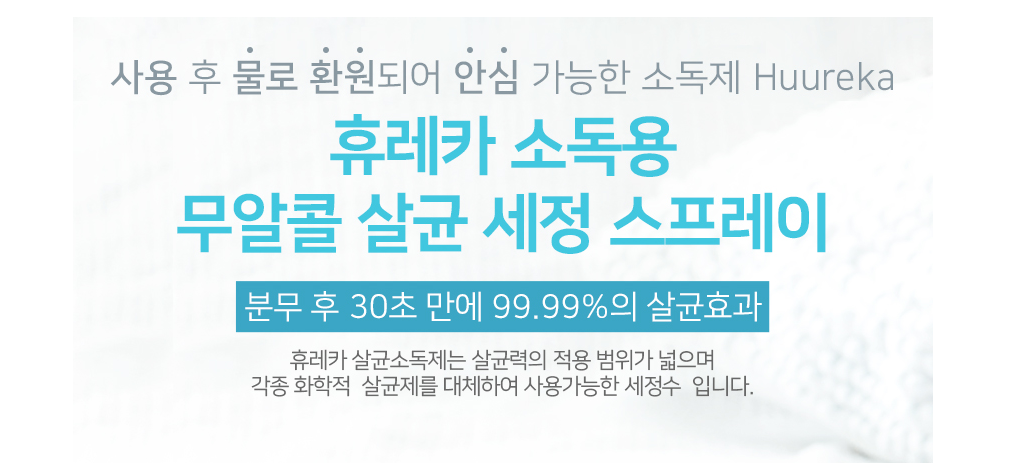 사용 후 물로 환원되어 안심 가능한 소독제 Huureka
휴레카 소독용
무알콜 살균 세정 스프레이
분무 후 30초 만에 99.99%의 살균효과
휴레카 살균소독제는 살균력의 적용 범위가 넓으며
각종 화학적 살균제를 대체하여 사용가능한 세정수 입니다.